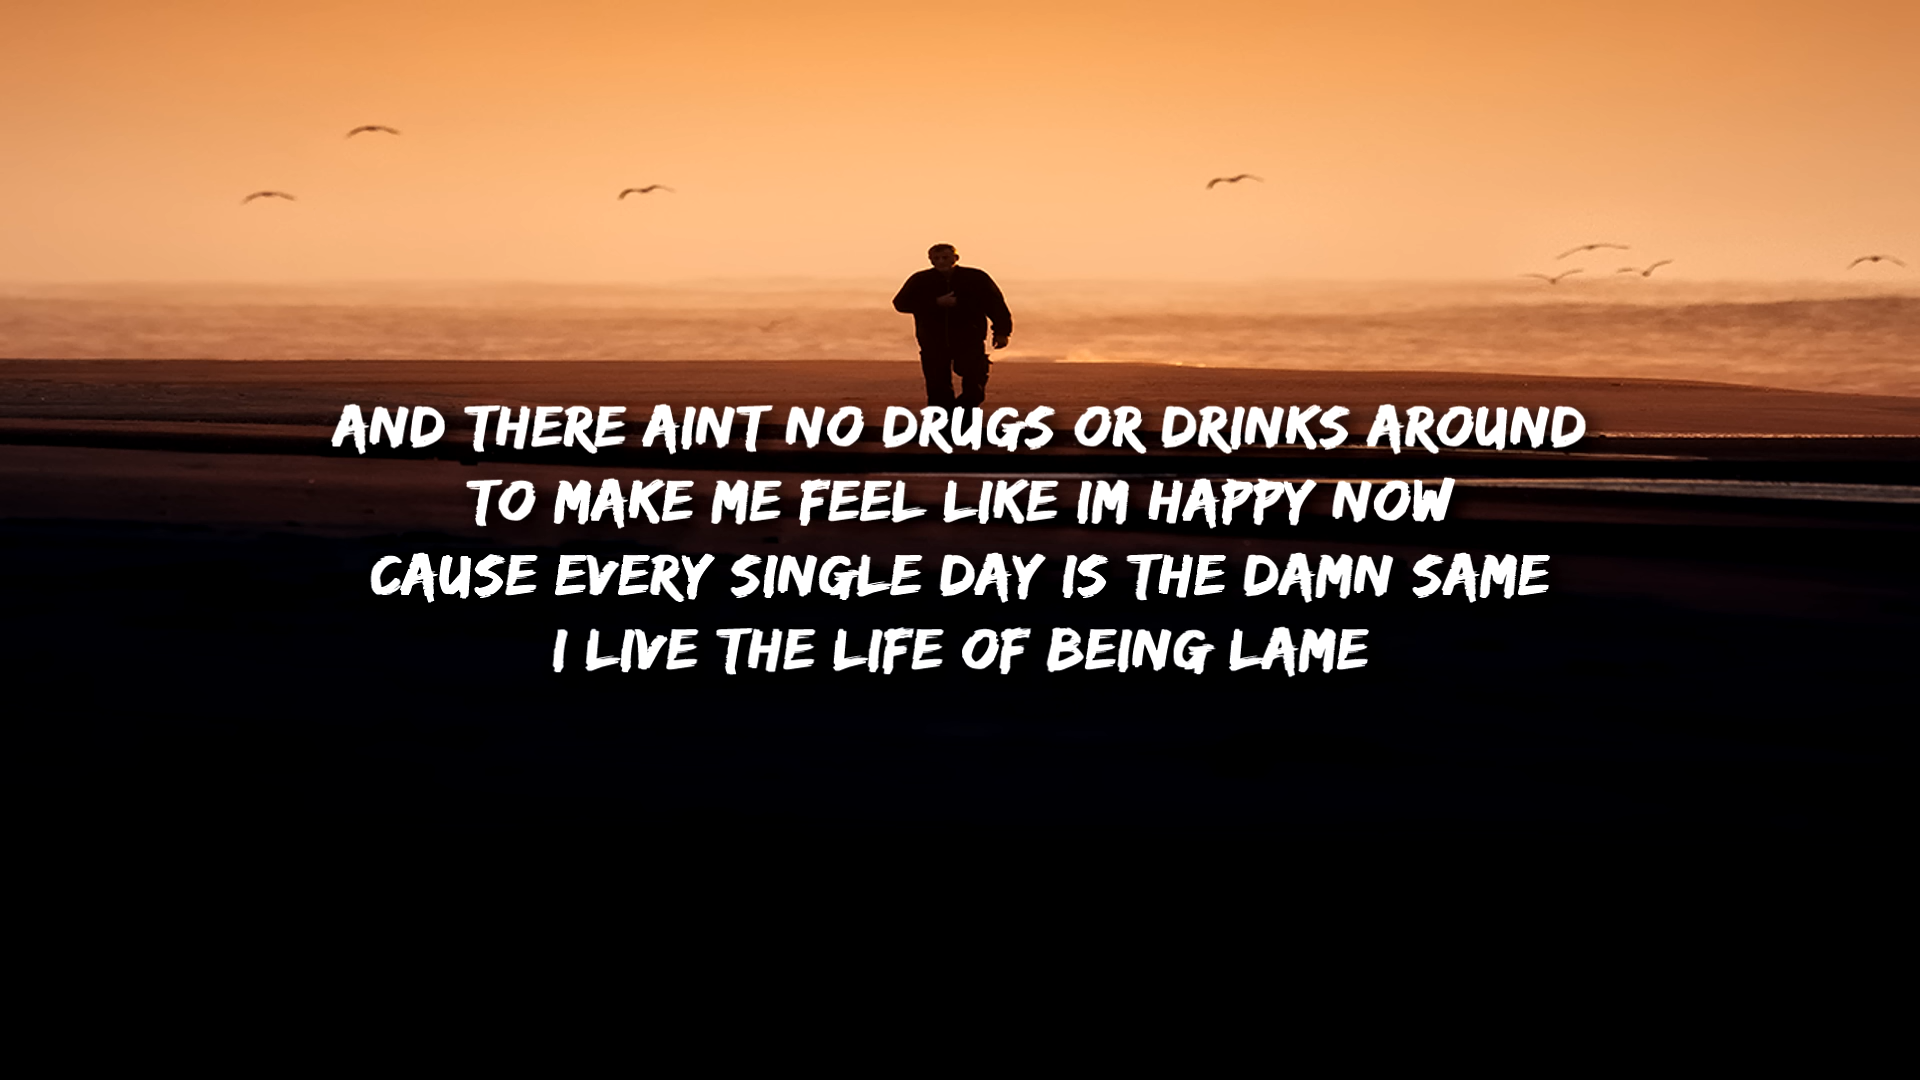 AND THERE AINT NO DRUGS OR DRINKS AROUND
TO MAKE ME FEEL LIKE IM HAPPY NOW
CAUSE EVERY SINGLE DAY IS THE DAMN SAME
I LIVE THE LIFE OF BEING LAME